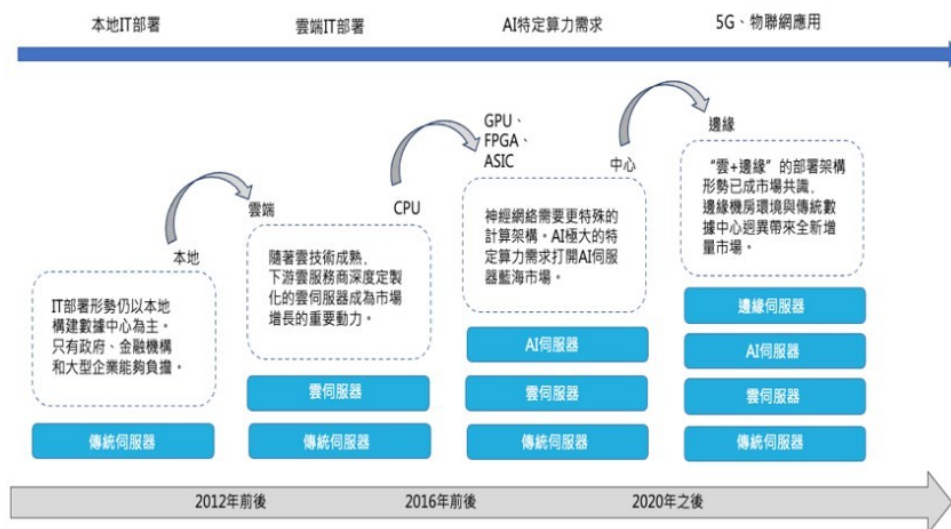 本地IT部署
雲端IT部署
AI特定算力需求
5G、物聯網應用
本地
雲端
CPU
GPU、
FPGA、
ASIC
中心
邊緣
IT部署形勢仍以本地
構建數據中心為主。
只有政府、金融機構
和大型企業能夠負擔。
隨著雲技術成熟，
下游雲服務商深度定製
化的雲伺服器成為市場
增長的重要動力。
神經網絡需要更特殊的
計算架構。AI極大的特
定算力需求打開AI伺服
器藍海市場。
“雲+邊緣”的部署架構
形勢已成市場共識，
邊緣機房環境與傳統數
據中心迥異帶來全新增
量市場。
傳統伺服器
雲伺服器
傳統伺服器
AI伺服器
雲伺服器
傳統伺服器
邊緣伺服器
AI伺服器
雲伺服器
傳統伺服器
2012年前後
2016年前後
2020年之後